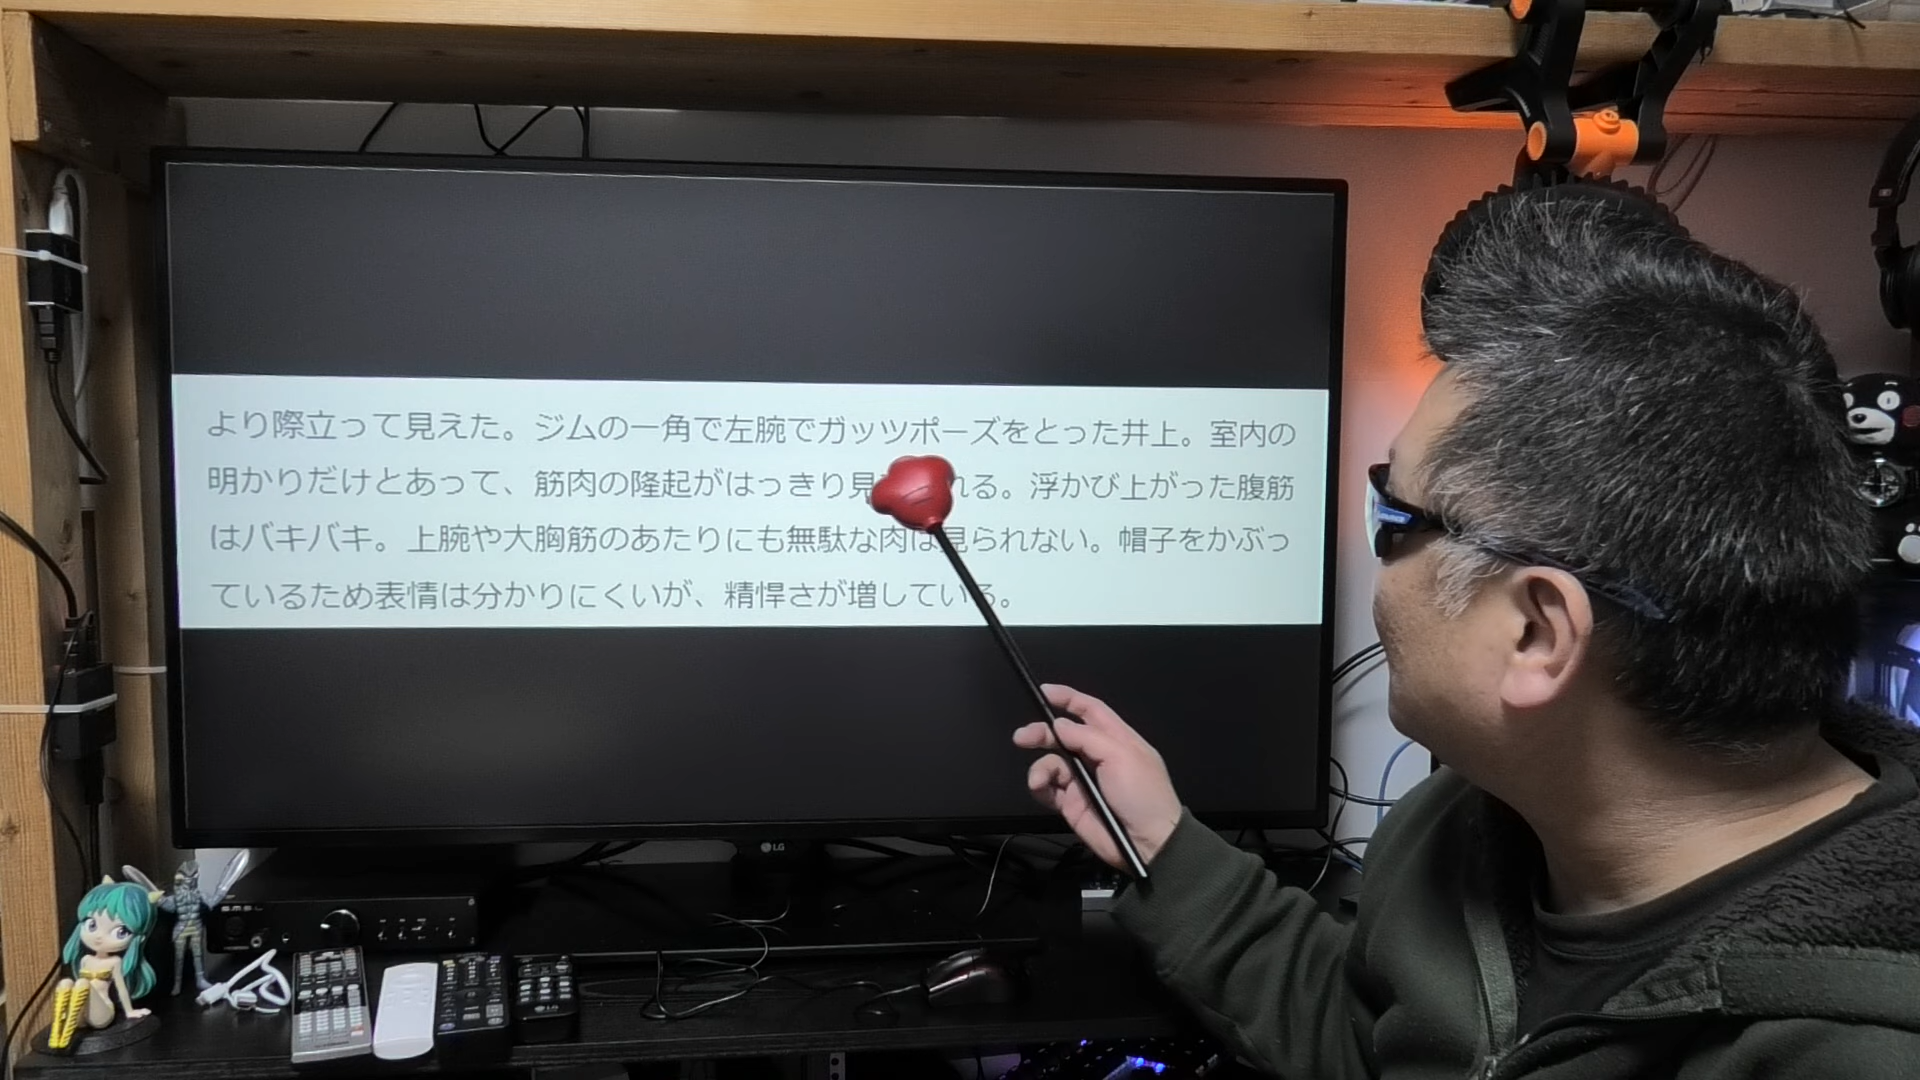 より際立って見えた。ジムの一角で左腕でガッツポーズをとった井上。室内の
明かりだけとあって、筋肉の隆起がはっきり見れる。浮かび上がった腹筋
はバキバキ。上腕や大胸筋のあたりにも無駄な肉は見られない。帽子をかぶっ
ているため表情は分かりにくいが、精悍さが増している。
LG